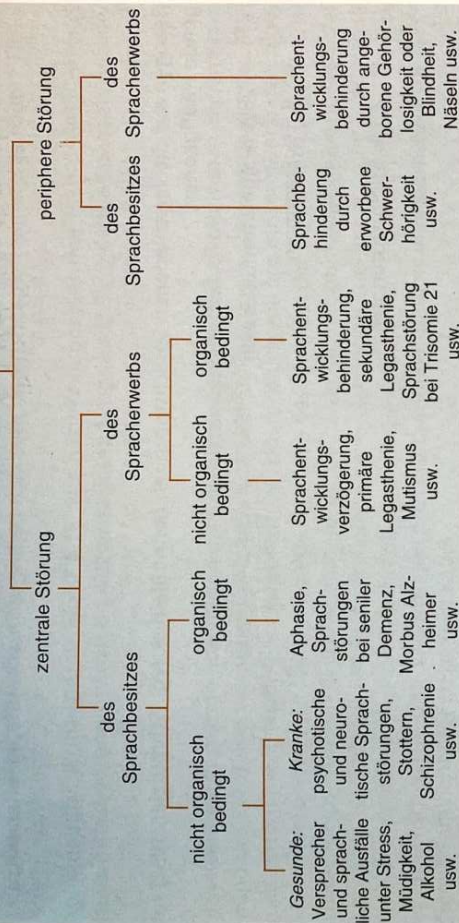 zentrale Störung
periphere Störung
des
Sprachbesitzes
des
Spracherwerbs
des
Sprachbesitzes
des
Spracherwerbs
nicht organisch
bedingt
organisch
bedingt
nicht organisch
bedingt
organisch
bedingt
Gesunde:
Versprecher
und sprach-
liche Ausfälle
unter Stress,
Müdigkeit,
Alkohol
usw.
Kranke:
psychotische
und neuro-
tische Sprach-
störungen,
Stottern,
Schizophrenie
usw.
Aphasie,
Sprach-
störungen
bei seniler
Demenz,
Morbus Alz-
heimer
usw.
Sprachent-
wicklungs-
verzögerung,
primäre
Legasthenie,
Mutismus
usw.
Sprachent-
wicklungs-
behinderung,
sekundäre
Legasthenie,
Sprachstörung
bei Trisomie 21
usw.
Sprachbe-
hinderung
durch
erworbene
Schwer-
hörigkeit
usw.
Sprachent-
wicklungs-
behinderung
durch ange-
borene Gehör-
losigkeit oder
Blindheit,
Näseln usw.